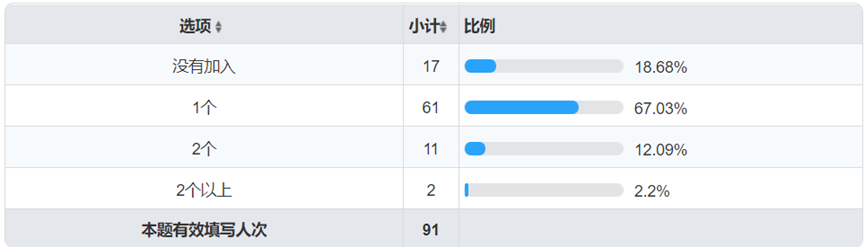 选项 小计 比例
没有加入 17 18.68%
1个 61 67.03%
2个 11 12.09%
2个以上 2 2.2%
本题有效填写人次 91